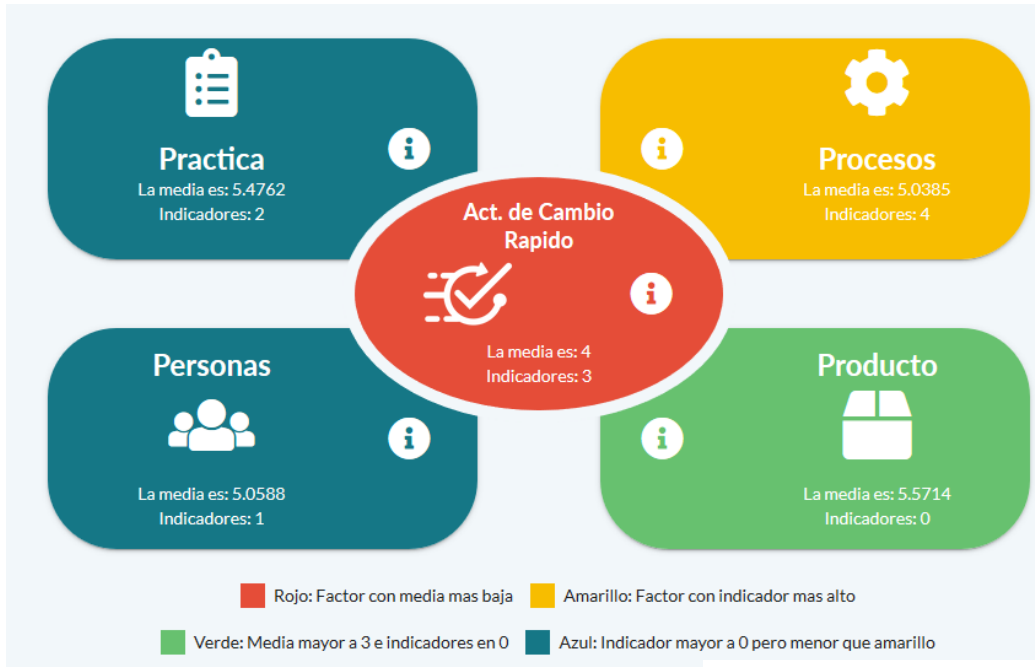 Practica
La media es: 5.4762
Indicadores: 2
Procesos
La media es: 5.0385
Indicadores: 4
Act. de Cambio
Rapido
La media es: 4
Indicadores: 3
Personas
La media es: 5.0588
Indicadores: 1
Producto
La media es: 5.5714
Indicadores: 0
Rojo: Factor con media mas baja
Amarillo: Factor con indicador mas alto
Verde: Media mayor a 3 e indicadores en 0
Azul: Indicador mayor a 0 pero menor que amarillo